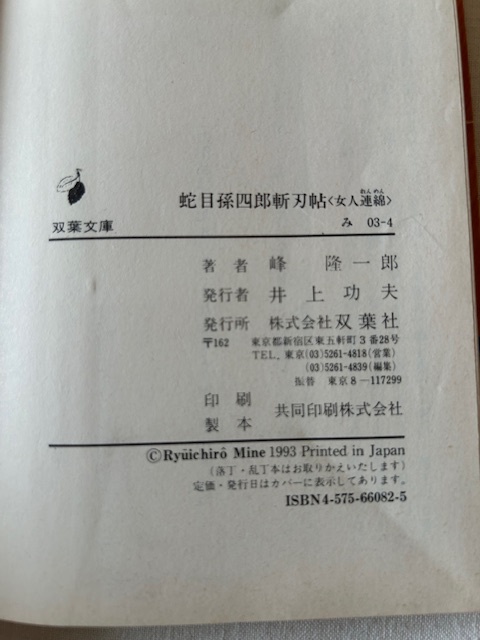 蛇目孫四郎斬刃帖〈女人連綿〉
れんめん
双葉文庫
み 03-4
著者 峰 隆一郎
発行者 井上功夫
発行所 株式会社双葉社
〒162 東京都新宿区東五軒町3番28号
TEL. 東京(03)5261-4818(営業)
(03)5261-4839(編集)
振替 東京8-117299
印刷
製本 共同印刷株式会社
©Ryūichirō Mine 1993 Printed in Japan
(落丁・乱丁本はお取りかえいたします)
定価・発行日はカバーに表示してあります。
ISBN4-575-66082-5